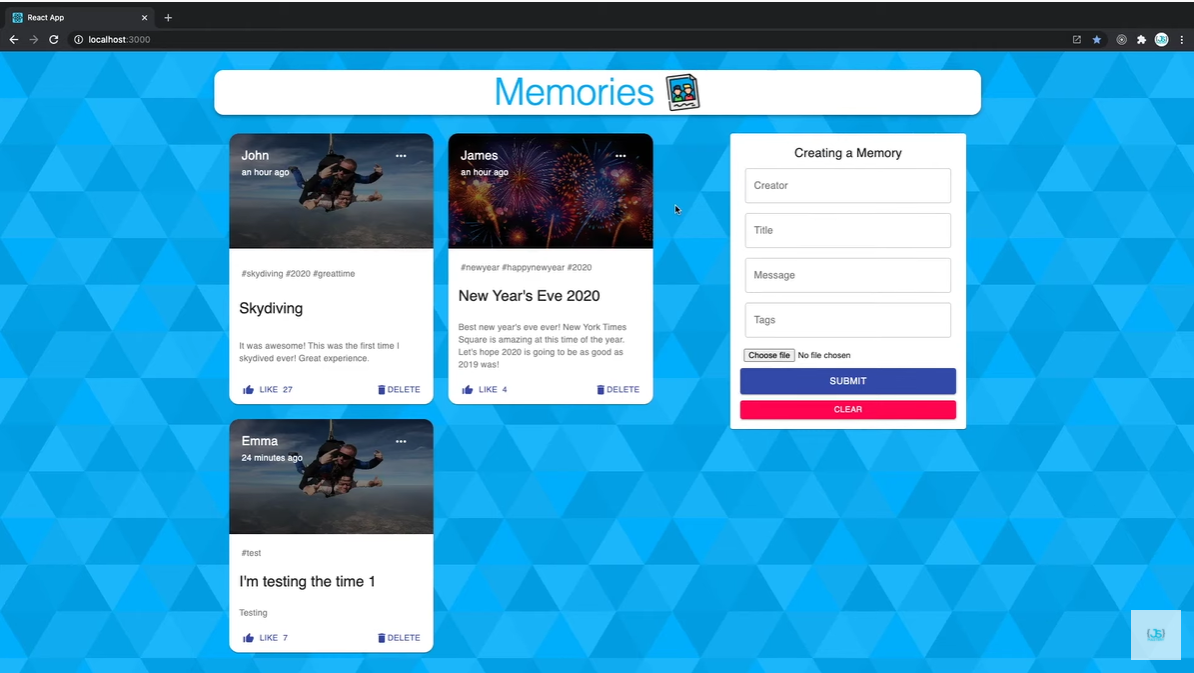 React App
localhost:3000
Memories
John
an hour ago
#skydiving #2020 #greattime
Skydiving
It was awesome! This was the first time I
skydived ever! Great experience.
LIKE 27
DELETE
James
an hour ago
#newyear #happynewyear #2020
New Year's Eve 2020
Best new year's eve ever! New York Times
Square is amazing at this time of the year.
Let's hope 2020 is going to be as good as
2019 was!
LIKE 4
DELETE
Emma
24 minutes ago
#test
I'm testing the time 1
Testing
LIKE 7
DELETE
Creating a Memory
Creator
Title
Message
Tags
Choose file No file chosen
SUBMIT
CLEAR
(JS)